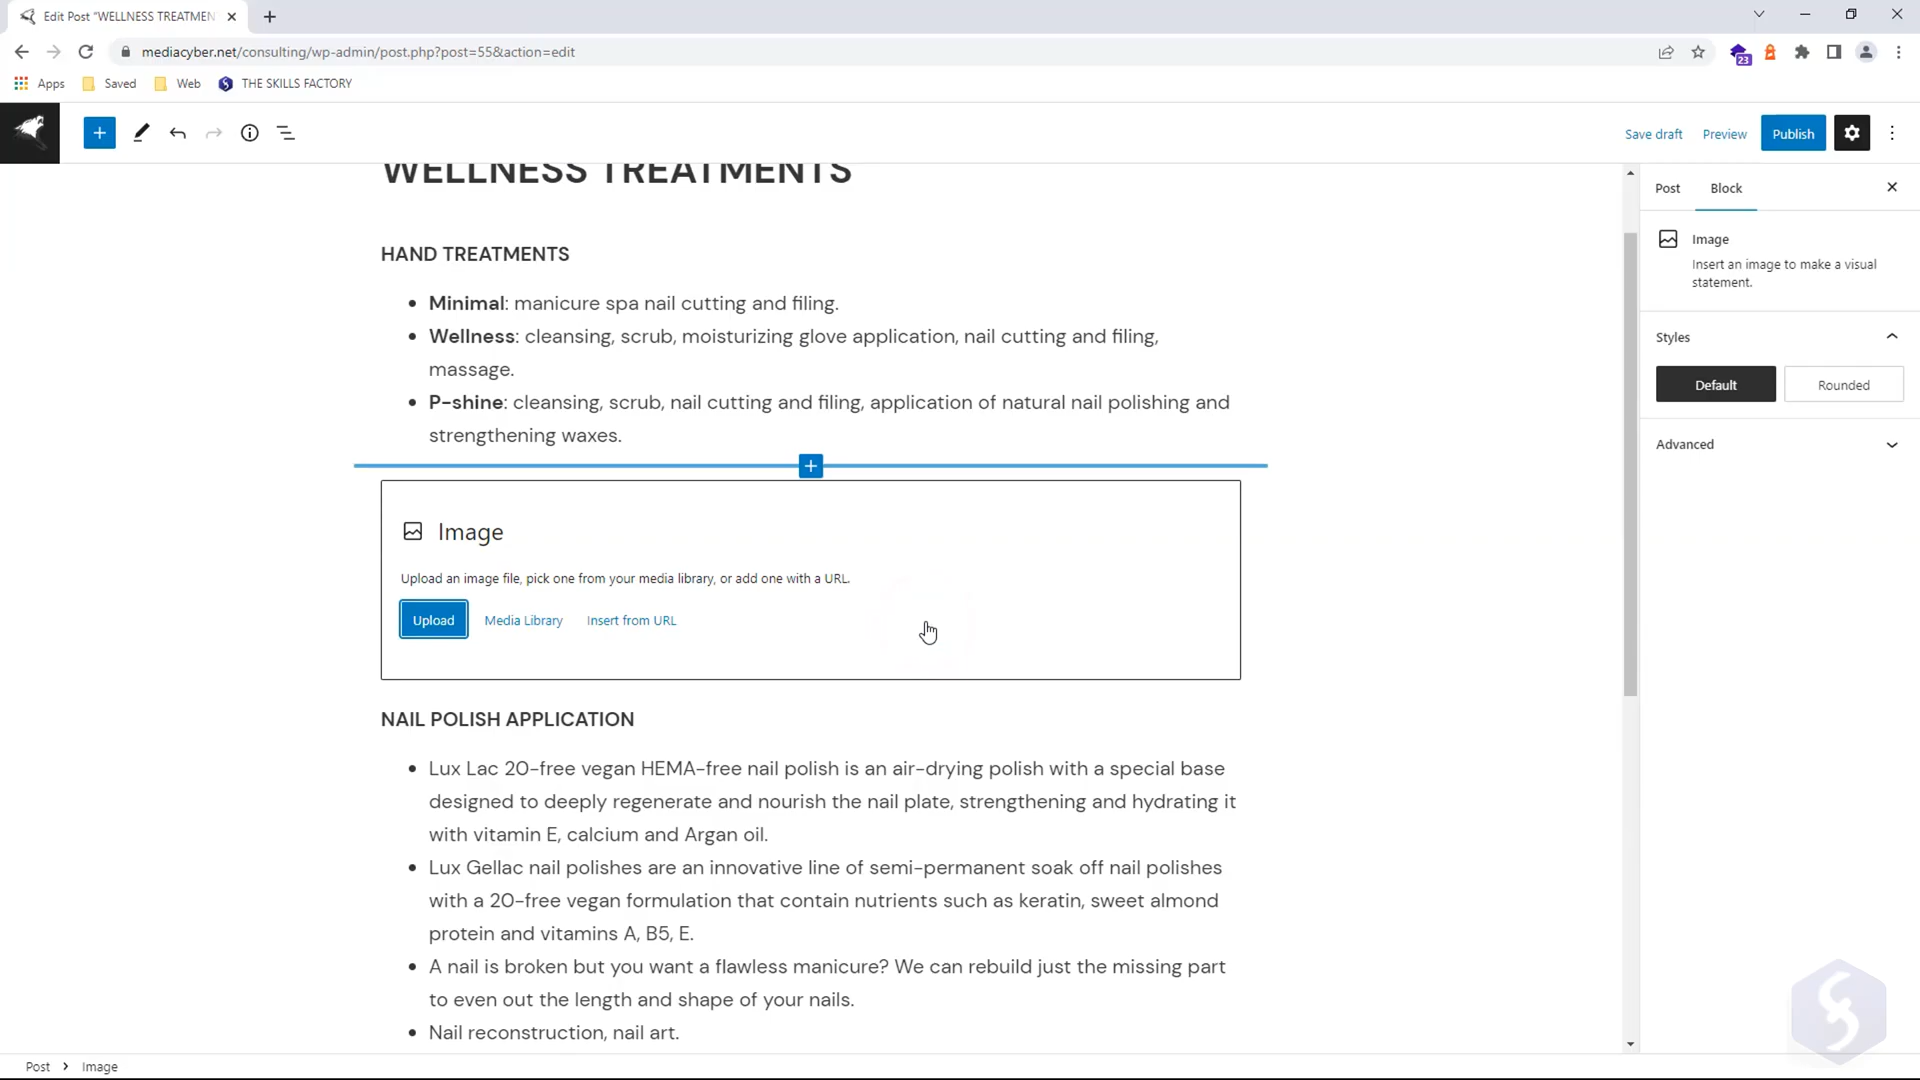 Edit Post "WELLNESS TREATMEN
mediacyber.net/consulting/wp-admin/post.php?post=55&action=edit
23
Apps Saved Web THE SKILLS FACTORY
Save draft Preview Publish
WELLNESS TREATMENTS
HAND TREATMENTS
Minimal: manicure spa nail cutting and filing.
Wellness: cleansing, scrub, moisturizing glove application, nail cutting and filing,
massage.
P-shine: cleansing, scrub, nail cutting and filing, application of natural nail polishing and
strengthening waxes.
Image
Upload an image file, pick one from your media library, or add one with a URL.
Upload Media Library Insert from URL
NAIL POLISH APPLICATION
Lux Lac 20-free vegan HEMA-free nail polish is an air-drying polish with a special base
designed to deeply regenerate and nourish the nail plate, strengthening and hydrating it
with vitamin E, calcium and Argan oil.
Lux Gellac nail polishes are an innovative line of semi-permanent soak off nail polishes
with a 20-free vegan formulation that contain nutrients such as keratin, sweet almond
protein and vitamins A, B5, E.
A nail is broken but you want a flawless manicure? We can rebuild just the missing part
to even out the length and shape of your nails.
Nail reconstruction, nail art.
Post Block
Image
Insert an image to make a visual
statement.
Styles
Default Rounded
Advanced
Post > Image